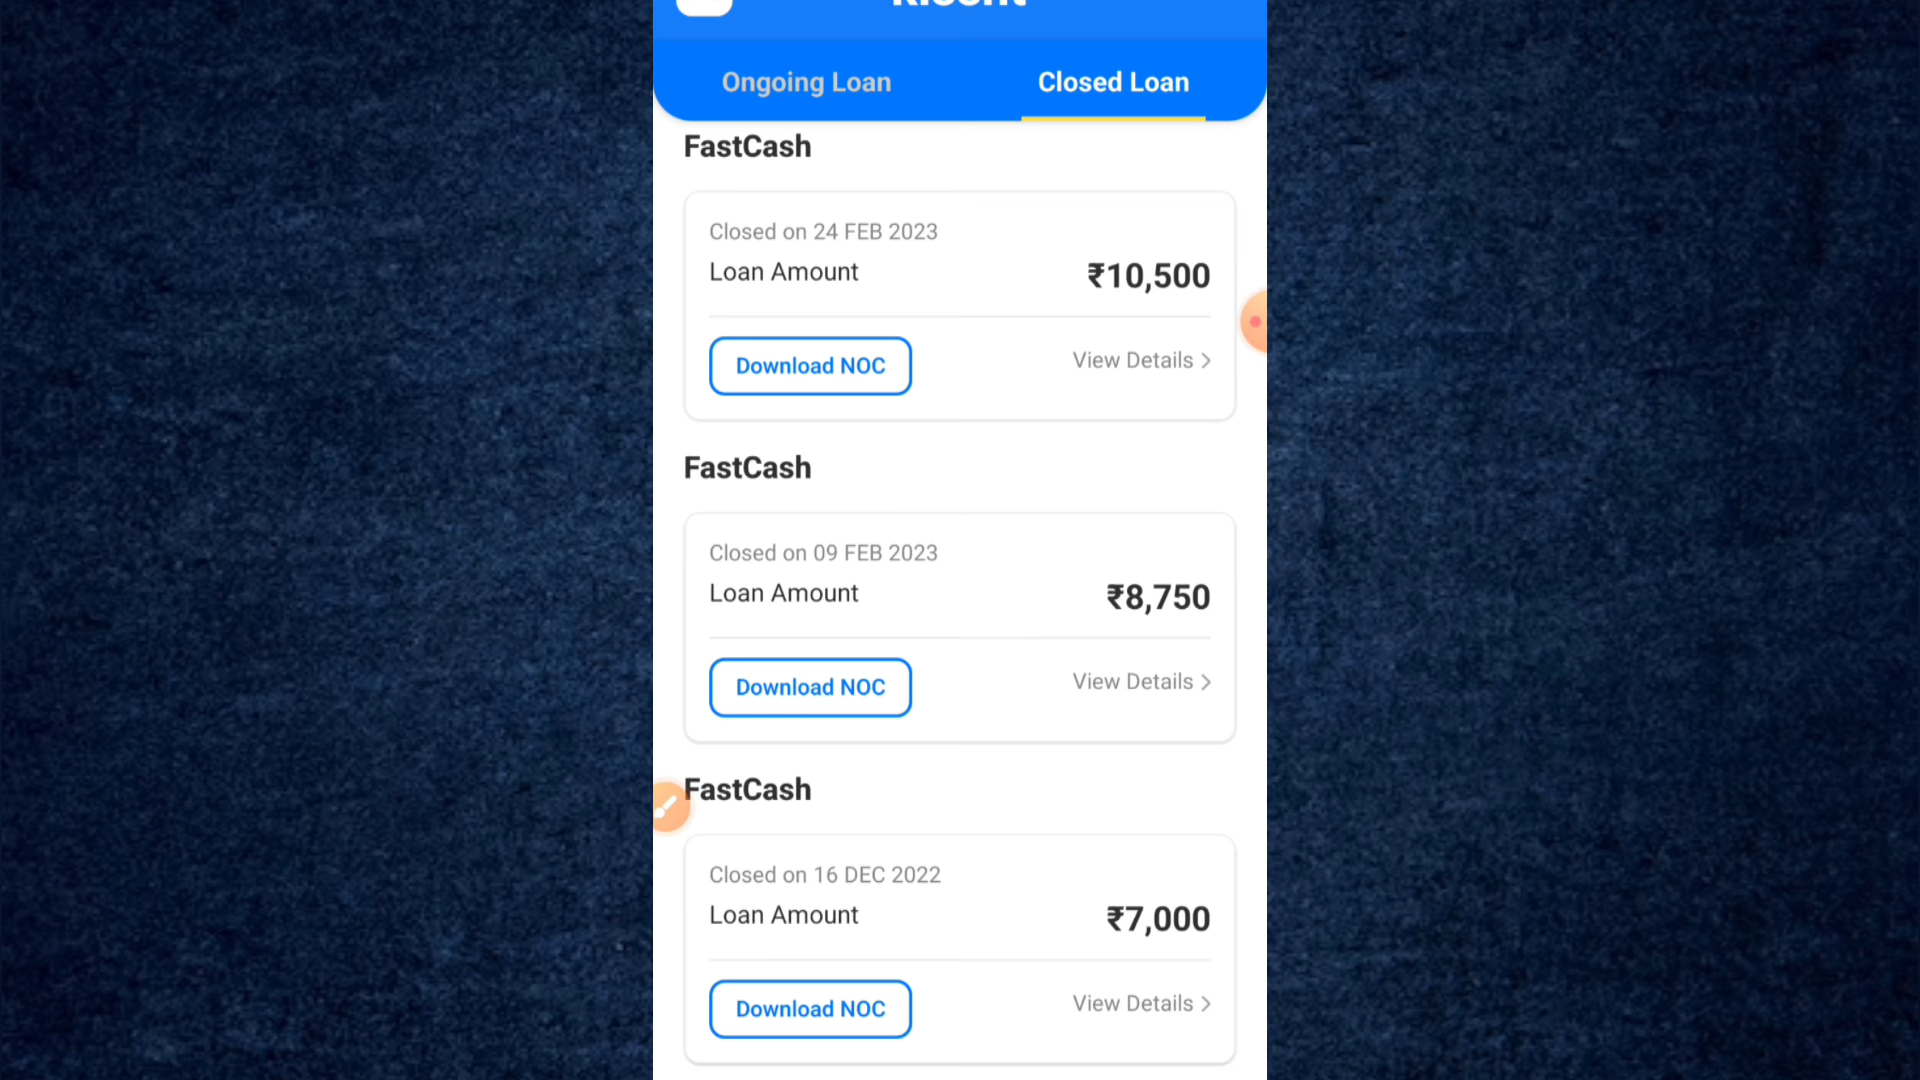 Ongoing Loan
Closed Loan
FastCash
Closed on 24 FEB 2023
Loan Amount
₹10,500
Download NOC
View Details >
FastCash
Closed on 09 FEB 2023
Loan Amount
₹8,750
Download NOC
View Details >
FastCash
Closed on 16 DEC 2022
Loan Amount
₹7,000
Download NOC
View Details >